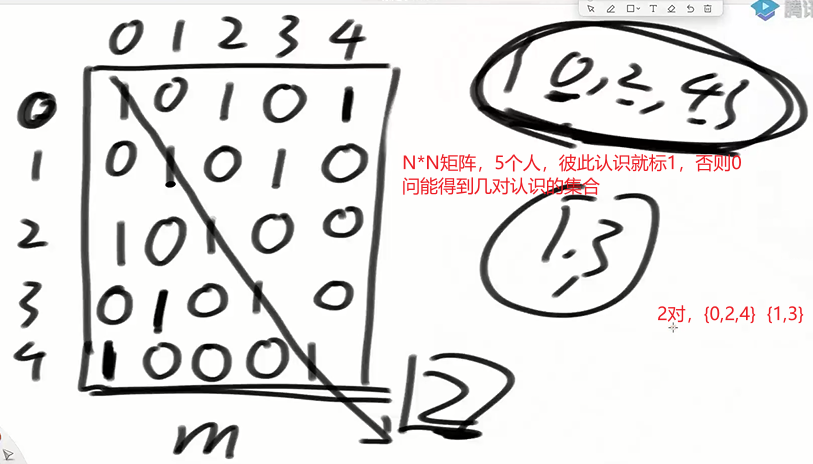 0 1 2 3 4
{0,2,4}
0 1 0 1 0 1
1 0 1 0 1 0
N*N矩阵，5个人，彼此认识就标1，否则0
问能得到几对认识的集合
2 1 0 1 0 0
1,3
3 0 1 0 1 0
2对，{0,2,4} {1,3}
4 1 0 0 0 1
2
m